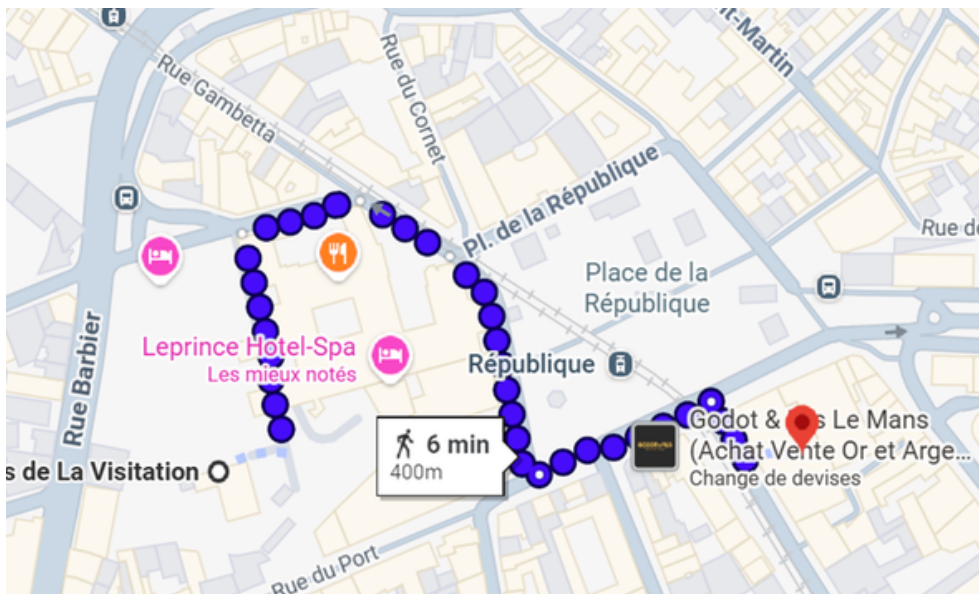 Rue Gambetta
Rue du Cornet
t-Martin
Pl. de la République
Rue d
Place de la
République
Rue Barbier
Leprince Hotel-Spa
Les mieux notés
République
6 min
400m
s de La Visitation
Godot & ls Le Mans
(Achat Vente Or et Arge...
Change de devises
Rue du Port